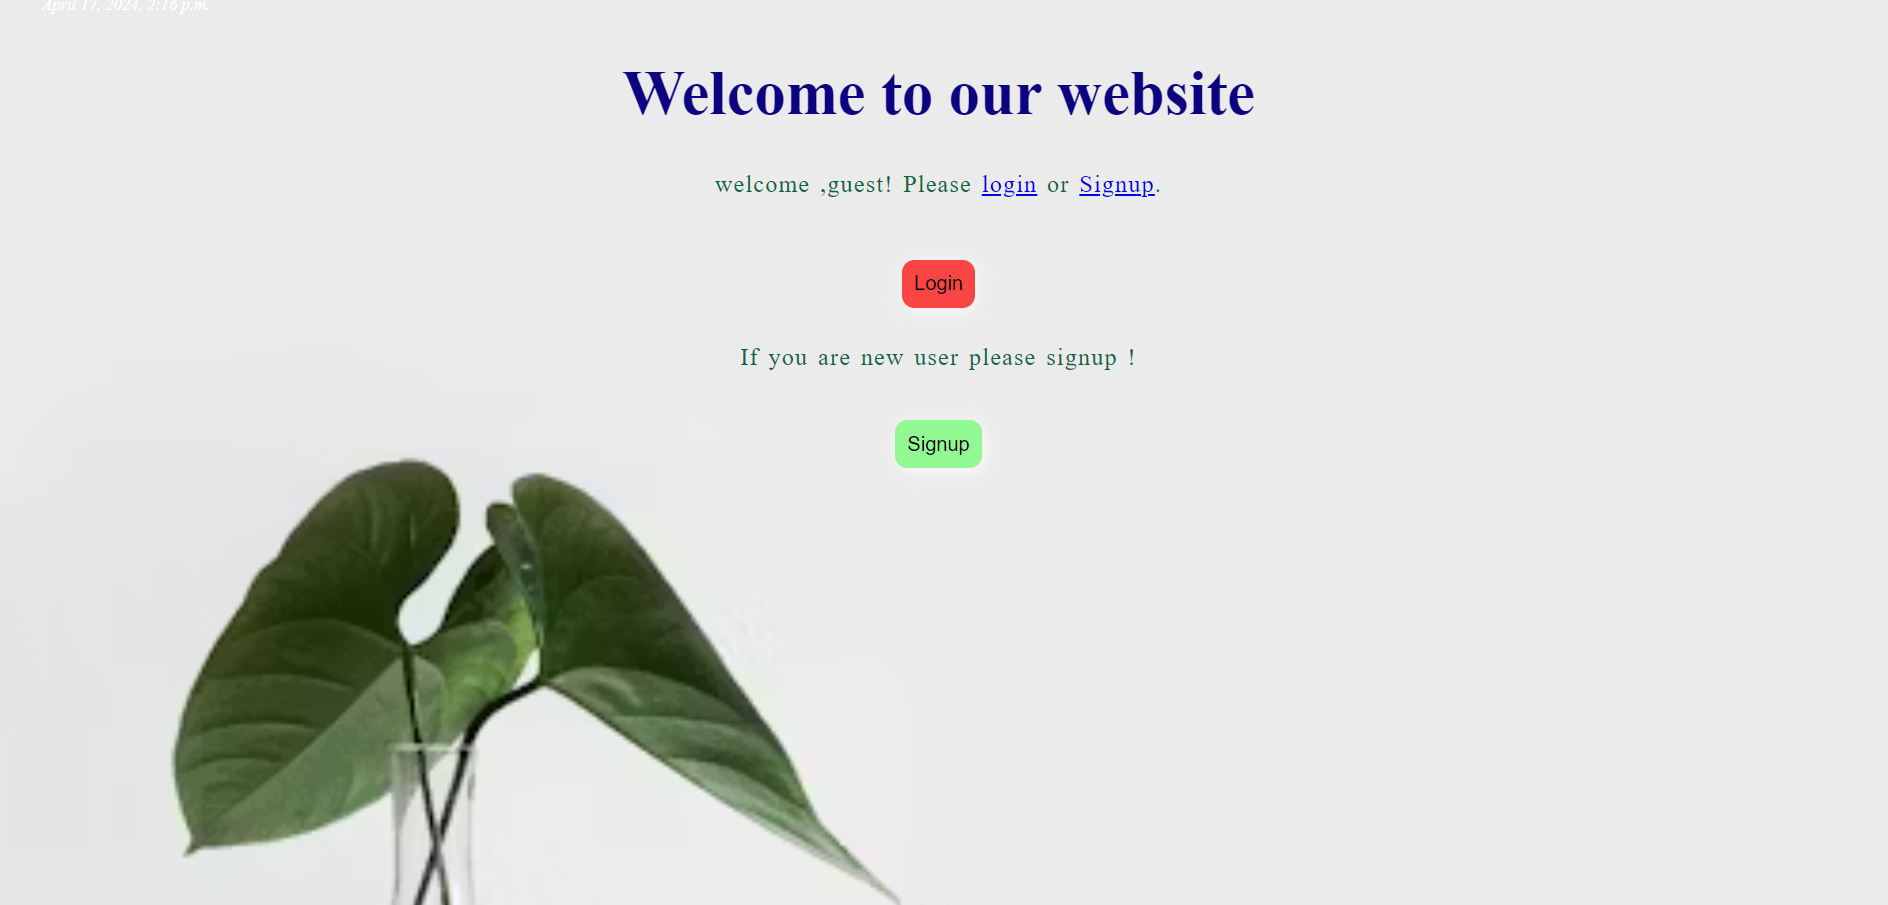 April 17, 2024, 2:16 p.m.
Welcome to our website
welcome ,guest! Please login or Signup.
Login
If you are new user please signup !
Signup